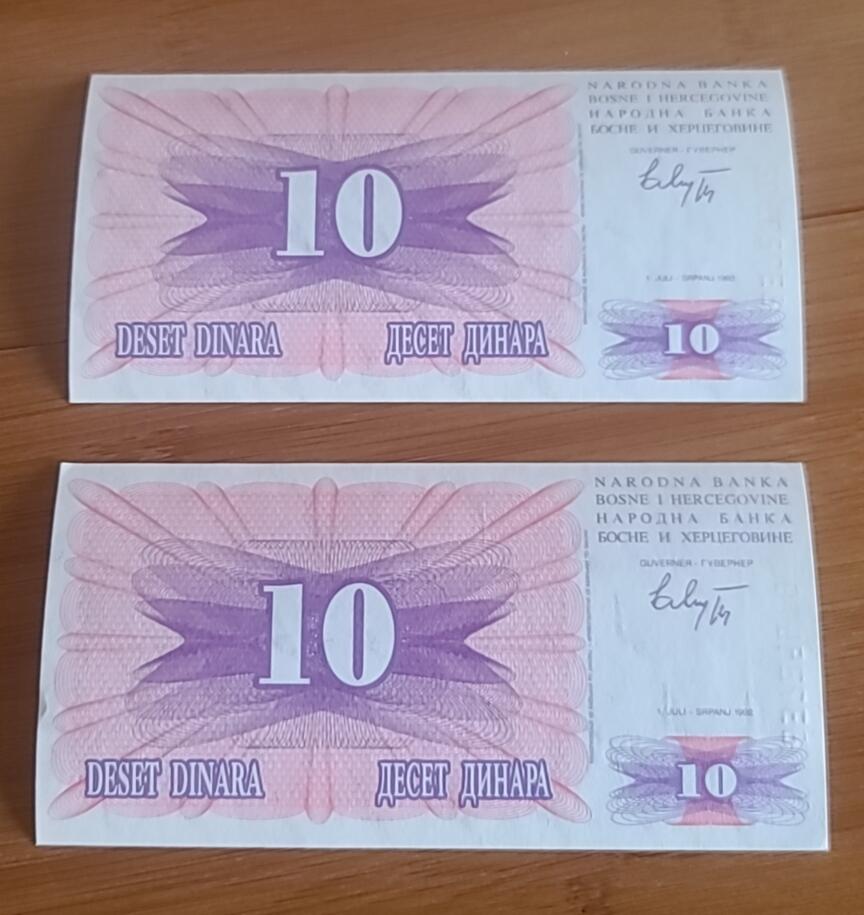 NARODNA BANKA
BOSNE I HERCEGOVINE
НАРОДНА БАНКА
БОСНЕ И ХЕРЦЕГОВИНЕ
GUVERNER - ГУВЕРНЕР
10
1. JULI - SRPANJ 1992
DESET DINARA ДЕСЕТ ДИНАРА
10
NARODNA BANKA
BOSNE I HERCEGOVINE
НАРОДНА БАНКА
БОСНЕ И ХЕРЦЕГОВИНЕ
GUVERNER - ГУВЕРНЕР
10
1. JULI - SRPANJ 1992
DESET DINARA ДЕСЕТ ДИНАРА
10